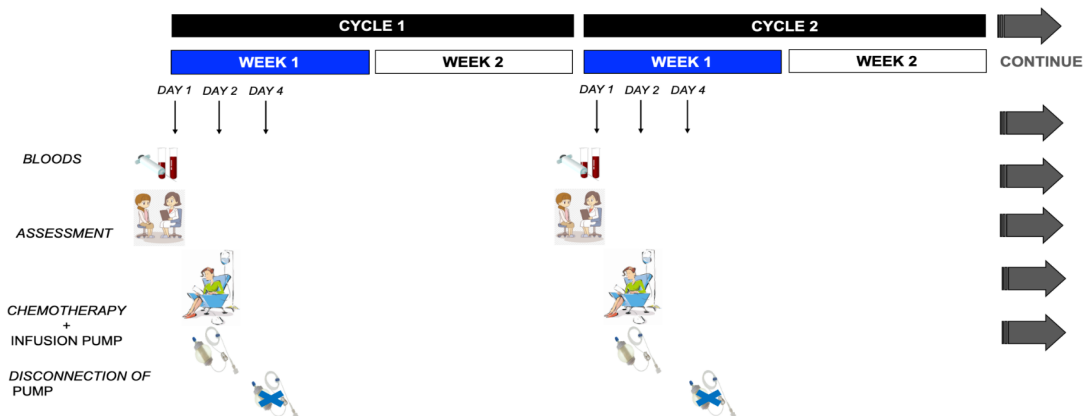 CYCLE 1
CYCLE 2
WEEK 1
WEEK 2
WEEK 1
WEEK 2
CONTINUE
DAY 1
DAY 2
DAY 4
DAY 1
DAY 2
DAY 4
BLOODS
ASSESSMENT
CHEMOTHERAPY
+
INFUSION PUMP
DISCONNECTION OF
PUMP